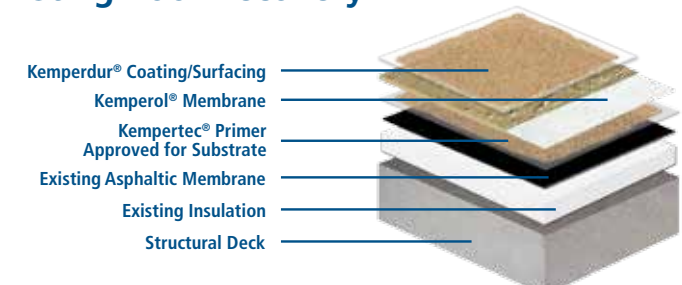 Kemperdur® Coating/Surfacing
Kemperol® Membrane
Kempertec® Primer
Approved for Substrate
Existing Asphaltic Membrane
Existing Insulation
Structural Deck